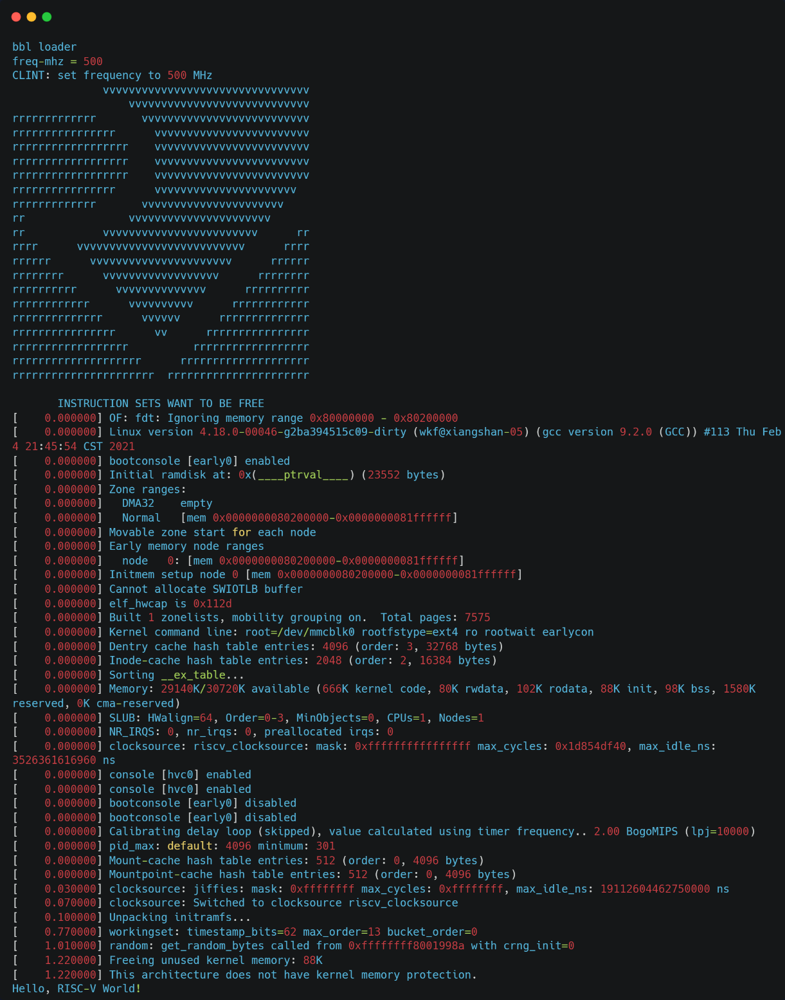 bbl loader
freq-mhz = 500
CLINT: set frequency to 500 MHz
              vvvvvvvvvvvvvvvvvvvvvvvvvvvvvvvv
                  vvvvvvvvvvvvvvvvvvvvvvvvvvvv
rrrrrrrrrrrrr       vvvvvvvvvvvvvvvvvvvvvvvvvv
rrrrrrrrrrrrrrrr      vvvvvvvvvvvvvvvvvvvvvvvv
rrrrrrrrrrrrrrrrrr    vvvvvvvvvvvvvvvvvvvvvvvv
rrrrrrrrrrrrrrrrrr    vvvvvvvvvvvvvvvvvvvvvvvv
rrrrrrrrrrrrrrrrrr    vvvvvvvvvvvvvvvvvvvvvvvv
rrrrrrrrrrrrrrrr      vvvvvvvvvvvvvvvvvvvvvv
rrrrrrrrrrrrr       vvvvvvvvvvvvvvvvvvvvvv
rr                vvvvvvvvvvvvvvvvvvvvvv
rr            vvvvvvvvvvvvvvvvvvvvvvvv      rr
rrrr      vvvvvvvvvvvvvvvvvvvvvvvvvv      rrrr
rrrrrr      vvvvvvvvvvvvvvvvvvvvvv      rrrrrr
rrrrrrrr      vvvvvvvvvvvvvvvvvv      rrrrrrrr
rrrrrrrrrr      vvvvvvvvvvvvvv      rrrrrrrrrr
rrrrrrrrrrrr      vvvvvvvvvv      rrrrrrrrrrrr
rrrrrrrrrrrrrr      vvvvvv      rrrrrrrrrrrrrr
rrrrrrrrrrrrrrrr      vv      rrrrrrrrrrrrrrrr
rrrrrrrrrrrrrrrrrr          rrrrrrrrrrrrrrrrrr
rrrrrrrrrrrrrrrrrrrr      rrrrrrrrrrrrrrrrrrrr
rrrrrrrrrrrrrrrrrrrrrr  rrrrrrrrrrrrrrrrrrrrrr

       INSTRUCTION SETS WANT TO BE FREE
[    0.000000] OF: fdt: Ignoring memory range 0x80000000 - 0x80200000
[    0.000000] Linux version 4.18.0-00046-g2ba394515c09-dirty (wkf@xiangshan-05) (gcc version 9.2.0 (GCC)) #113 Thu Feb
4 21:45:54 CST 2021
[    0.000000] bootconsole [early0] enabled
[    0.000000] Initial ramdisk at: 0x(____ptrval____) (23552 bytes)
[    0.000000] Zone ranges:
[    0.000000]   DMA32    empty
[    0.000000]   Normal   [mem 0x0000000080200000-0x0000000081ffffff]
[    0.000000] Movable zone start for each node
[    0.000000] Early memory node ranges
[    0.000000]   node   0: [mem 0x0000000080200000-0x0000000081ffffff]
[    0.000000] Initmem setup node 0 [mem 0x0000000080200000-0x0000000081ffffff]
[    0.000000] Cannot allocate SWIOTLB buffer
[    0.000000] elf_hwcap is 0x112d
[    0.000000] Built 1 zonelists, mobility grouping on.  Total pages: 7575
[    0.000000] Kernel command line: root=/dev/mmcblk0 rootfstype=ext4 ro rootwait earlycon
[    0.000000] Dentry cache hash table entries: 4096 (order: 3, 32768 bytes)
[    0.000000] Inode-cache hash table entries: 2048 (order: 2, 16384 bytes)
[    0.000000] Sorting __ex_table...
[    0.000000] Memory: 29140K/30720K available (666K kernel code, 80K rwdata, 102K rodata, 88K init, 98K bss, 1580K
reserved, 0K cma-reserved)
[    0.000000] SLUB: HWalign=64, Order=0-3, MinObjects=0, CPUs=1, Nodes=1
[    0.000000] NR_IRQS: 0, nr_irqs: 0, preallocated irqs: 0
[    0.000000] clocksource: riscv_clocksource: mask: 0xffffffffffffffff max_cycles: 0x1d854df40, max_idle_ns:
3526361616960 ns
[    0.000000] console [hvc0] enabled
[    0.000000] console [hvc0] enabled
[    0.000000] bootconsole [early0] disabled
[    0.000000] bootconsole [early0] disabled
[    0.000000] Calibrating delay loop (skipped), value calculated using timer frequency.. 2.00 BogoMIPS (lpj=10000)
[    0.000000] pid_max: default: 4096 minimum: 301
[    0.000000] Mount-cache hash table entries: 512 (order: 0, 4096 bytes)
[    0.000000] Mountpoint-cache hash table entries: 512 (order: 0, 4096 bytes)
[    0.030000] clocksource: jiffies: mask: 0xffffffff max_cycles: 0xffffffff, max_idle_ns: 19112604462750000 ns
[    0.070000] clocksource: Switched to clocksource riscv_clocksource
[    0.100000] Unpacking initramfs...
[    0.770000] workingset: timestamp_bits=62 max_order=13 bucket_order=0
[    1.010000] random: get_random_bytes called from 0xffffffff8001998a with crng_init=0
[    1.220000] Freeing unused kernel memory: 88K
[    1.220000] This architecture does not have kernel memory protection.
Hello, RISC-V World!